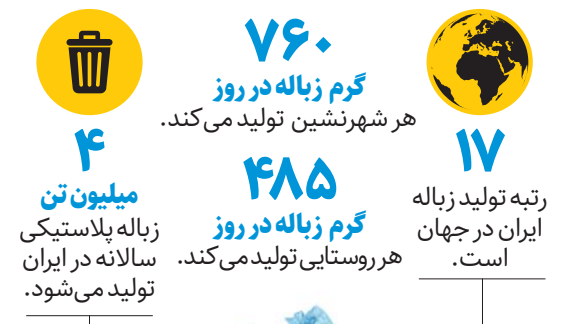 ۱۷
رتبه تولید زباله
ایران در جهان
است.
۷۶۰
گرم زباله در روز
هر شهرنشین تولید می‌کند.
۴۸۵
گرم زباله در روز
هر روستایی تولید می‌کند.
۴
میلیون تن
زباله پلاستیکی
سالانه در ایران
تولید می‌شود.